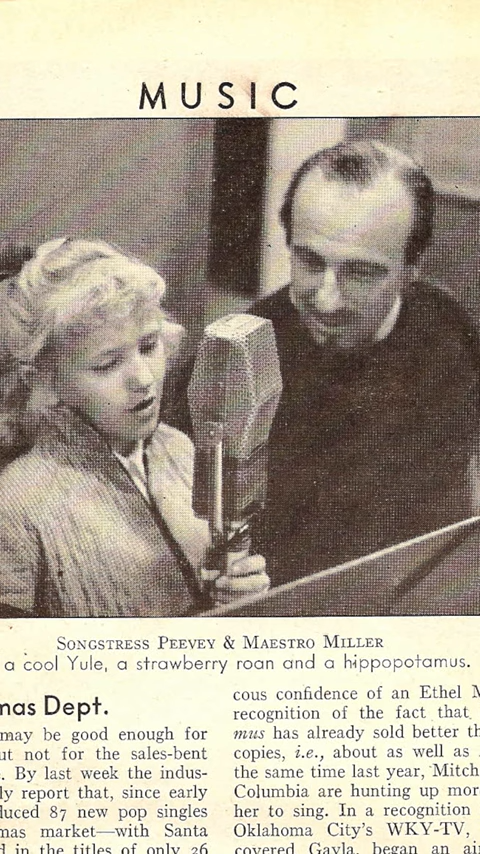 MUSIC
SONGSTRESS PEEVEY & MAESTRO MILLER
a cool Yule, a strawberry roan and a hippopotamus.
mas Dept.
may be good enough for
ut not for the sales-bent
. By last week the indus-
ly report that, since early
duced 87 new pop singles
mas market—with Santa
d in the titles of only 26
cous confidence of an Ethel M
recognition of the fact that
mus has already sold better th
copies, i.e., about as well as
the same time last year, Mitch
Columbia are hunting up mor
her to sing. In a recognition
Oklahoma City's WKY-TV,
covered Gayla, began an air